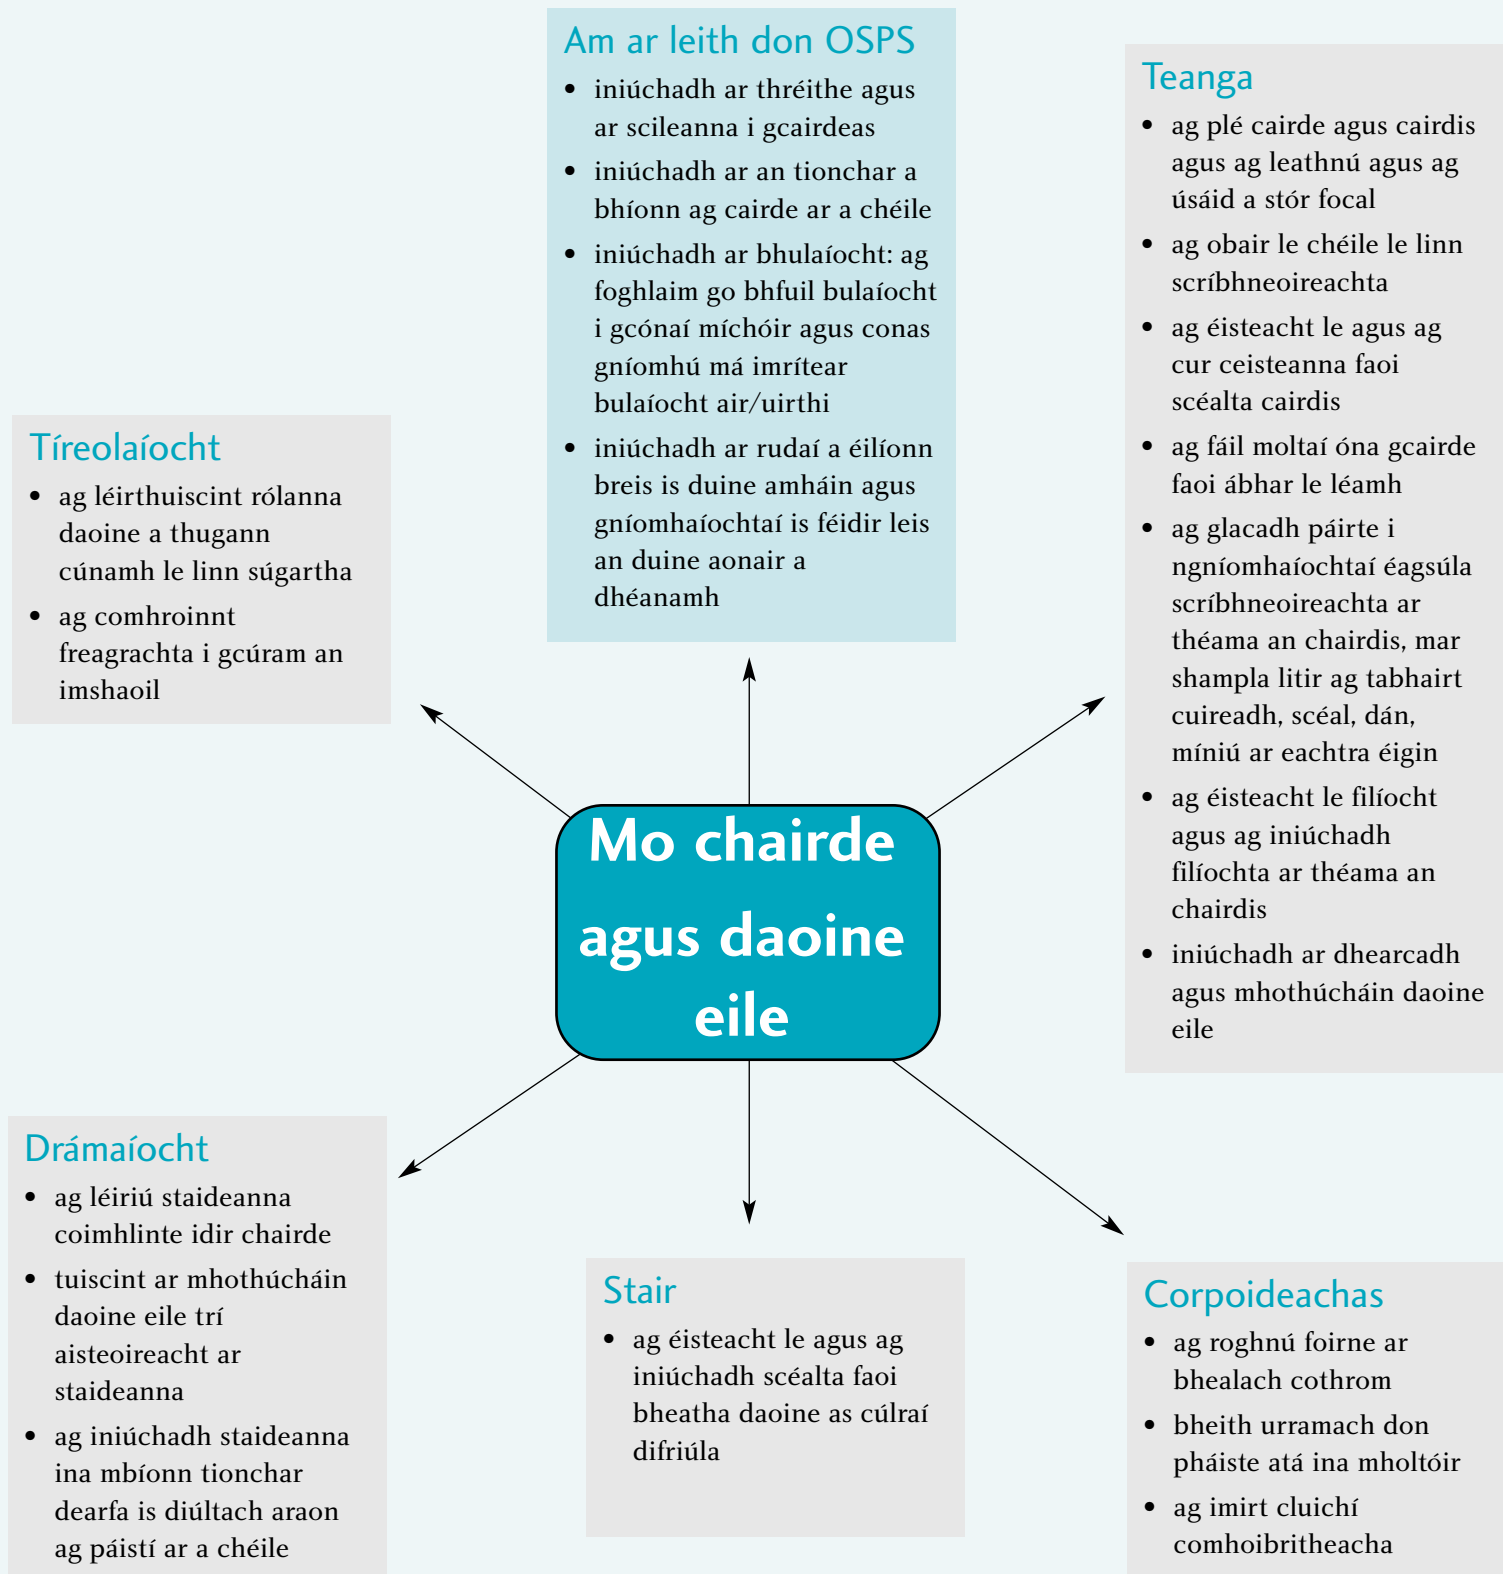 Am ar leith don OSPS
• iniúchadh ar thréithe agus
ar scileanna i gcairdeas
• iniúchadh ar an tionchar a
bhíonn ag cairde ar a chéile
• iniúchadh ar bhulaíocht: ag
foghlaim go bhfuil bulaíocht
i gcónaí míchóir agus conas
gníomhú má imrítear
bulaíocht air/uirthi
• iniúchadh ar rudaí a éilíonn
breis is duine amháin agus
gníomhaíochtaí is féidir leis
an duine aonair a
dhéanamh
Teanga
• ag plé cairde agus cairdis
agus ag leathnú agus ag
úsáid a stór focal
• ag obair le chéile le linn
scríbhneoireachta
• ag éisteacht le agus ag
cur ceisteanna faoi
scéalta cairdis
• ag fáil moltaí óna gcairde
faoi ábhar le léamh
• ag glacadh páirte i
ngníomhaíochtaí éagsúla
scríbhneoireachta ar
théama an chairdis, mar
shampla litir ag tabhairt
cuireadh, scéal, dán,
míniú ar eachtra éigin
• ag éisteacht le filíocht
agus ag iniúchadh
filíochta ar théama an
chairdis
• iniúchadh ar dhearcadh
agus mhothúcháin daoine
eile
Tíreolaíocht
• ag léirthuiscint rólanna
daoine a thugann
cúnamh le linn súgartha
• ag comhroinnt
freagrachta i gcúram an
imshaoil
Mo chairde
agus daoine
eile
Drámaíocht
• ag léiriú staideanna
coimhlinte idir chairde
• tuiscint ar mhothúcháin
daoine eile trí
aisteoireacht ar
staideanna
• ag iniúchadh staideanna
ina mbíonn tionchar
dearfa is diúltach araon
ag páistí ar a chéile
Stair
• ag éisteacht le agus ag
iniúchadh scéalta faoi
bheatha daoine as cúlraí
difriúla
Corpoideachas
• ag roghnú foirne ar
bhealach cothrom
• bheith urramach don
pháiste atá ina mholtóir
• ag imirt cluichí
comhoibritheacha